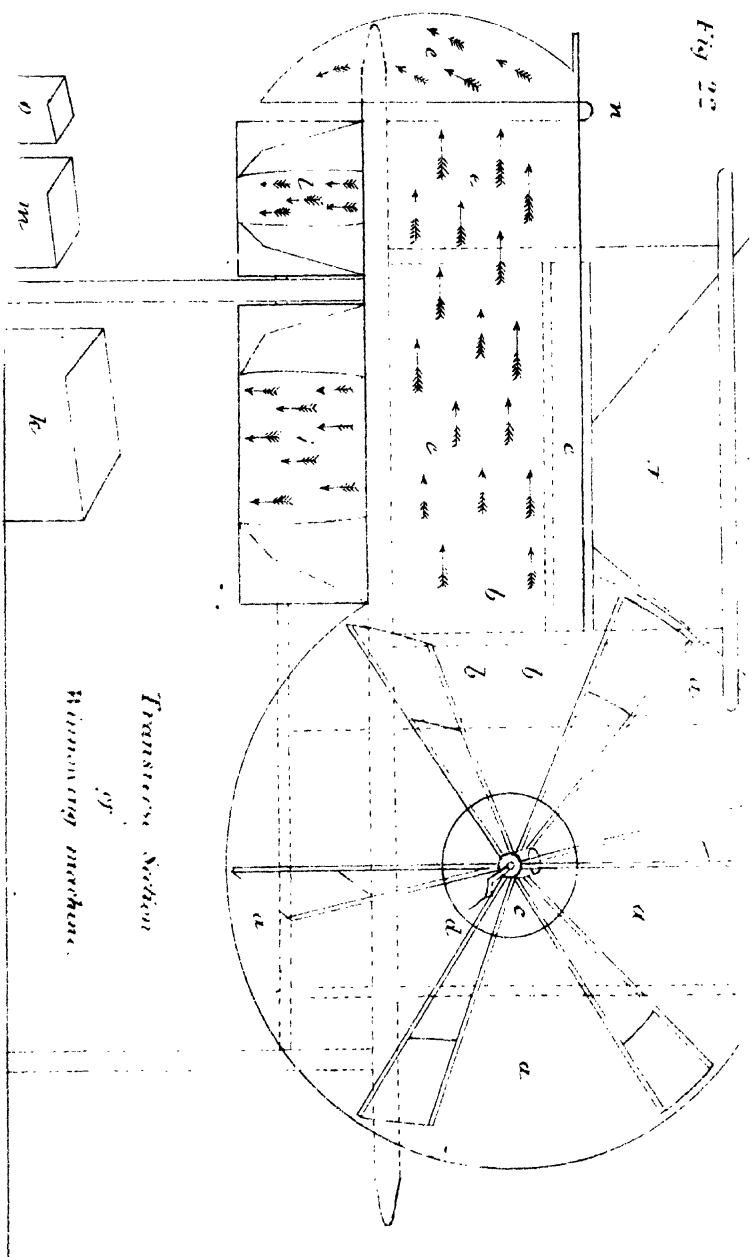 Fig 22
n
e
e
e
e
f
a
b
b
b
a
c
d
a
a
l
i
o
m
k
Transverse Section
of
Winnowing Machine.